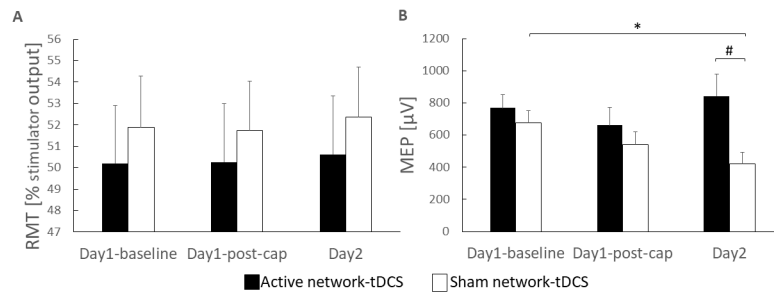 A
RMT [% stimulator output]
56
55
54
53
52
51
50
49
48
47
Day1-baseline Day1-post-cap Day2
B
MEP [µV]
1200
1000
800
600
400
200
0
*
#
Day1-baseline Day1-post-cap Day2
Active network-tDCS Sham network-tDCS